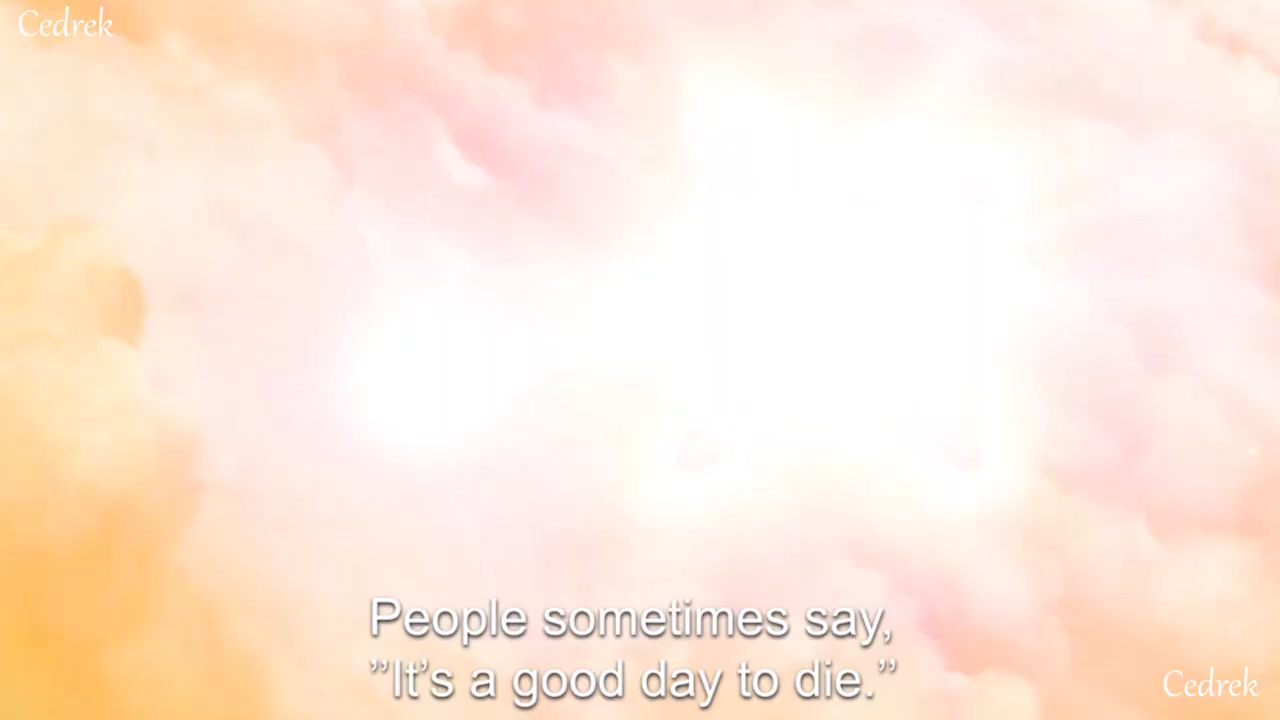 Cedrek
People sometimes say,
”It’s a good day to die.”
Cedrek